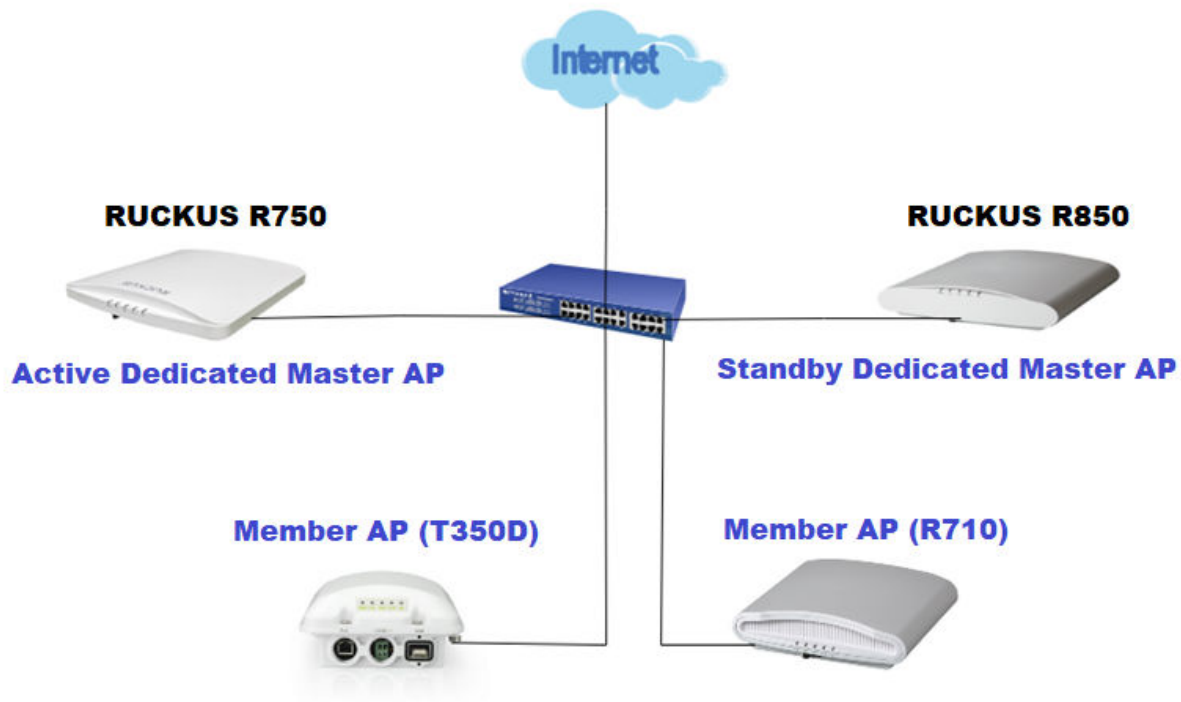 Internet
RUCKUS R750
RUCKUS R850
Active Dedicated Master AP
Standby Dedicated Master AP
Member AP (T350D)
Member AP (R710)